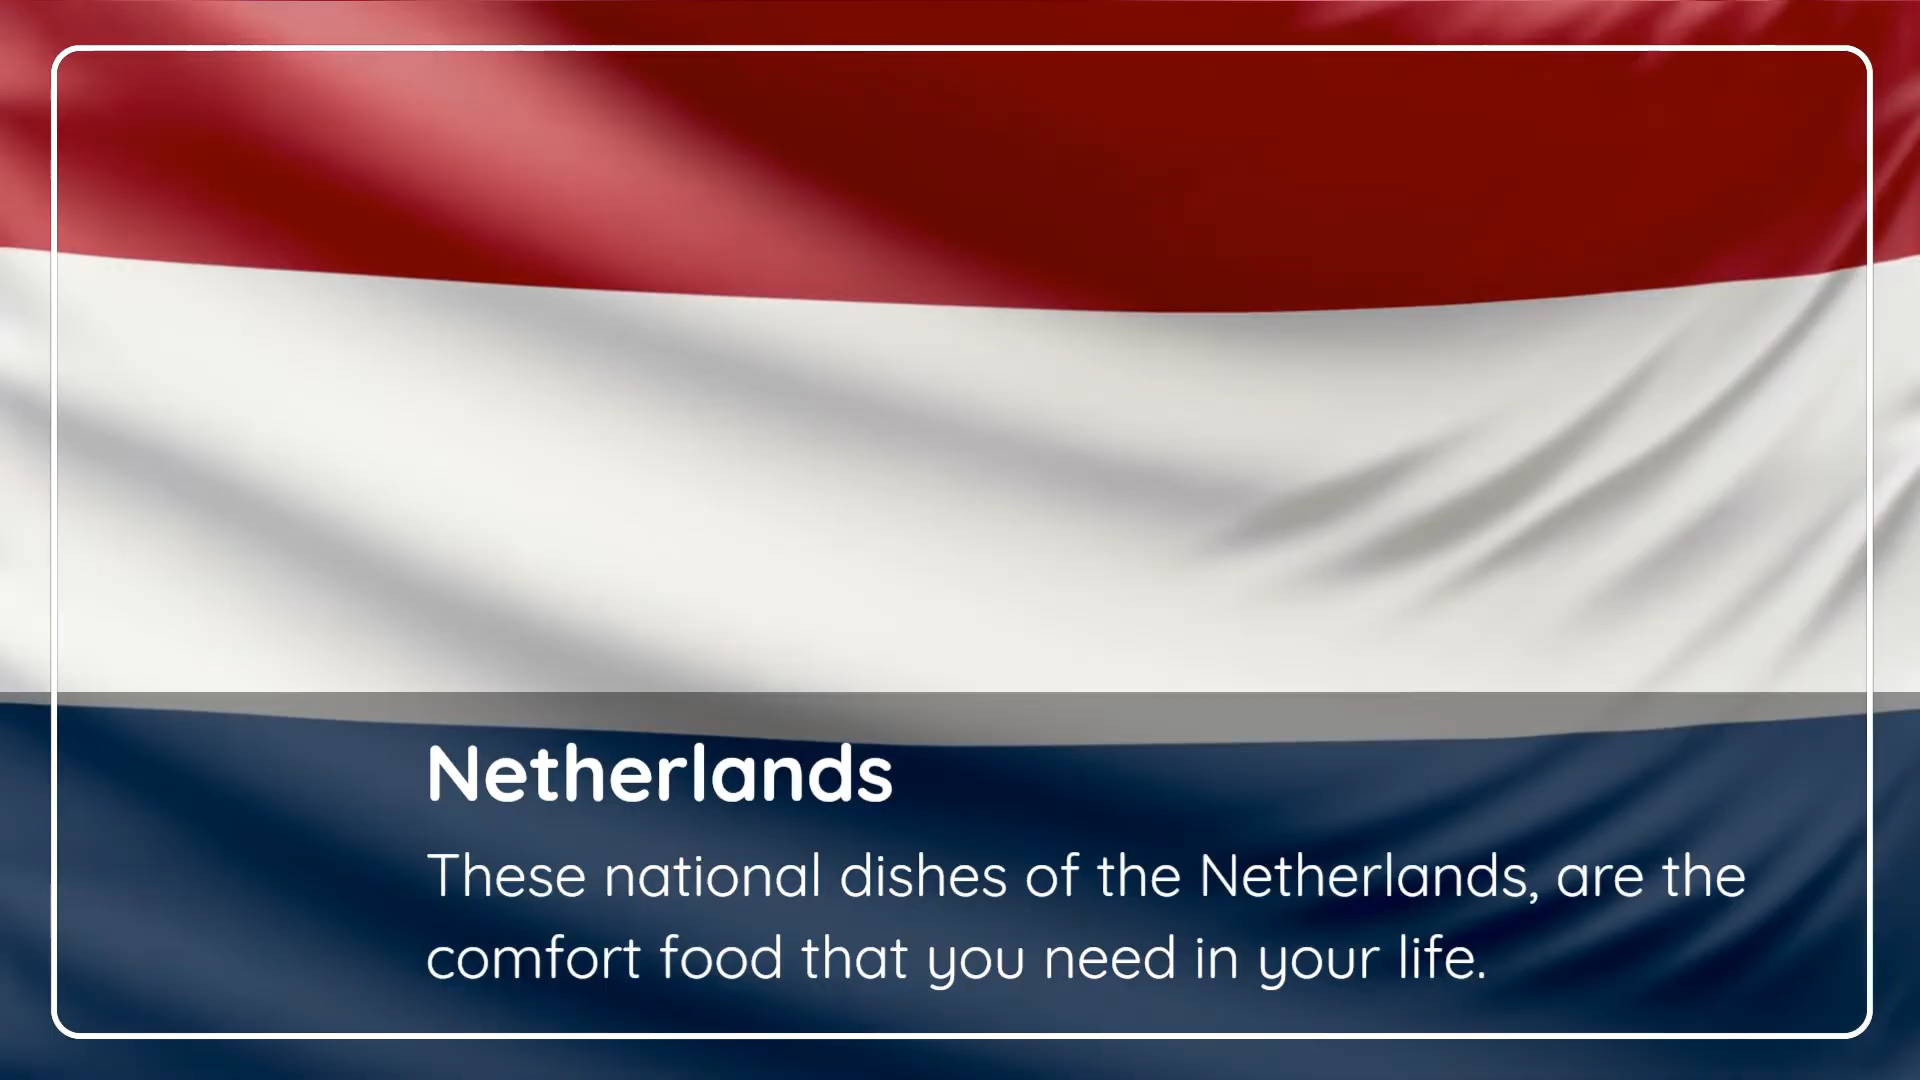 Netherlands
These national dishes of the Netherlands, are the
comfort food that you need in your life.